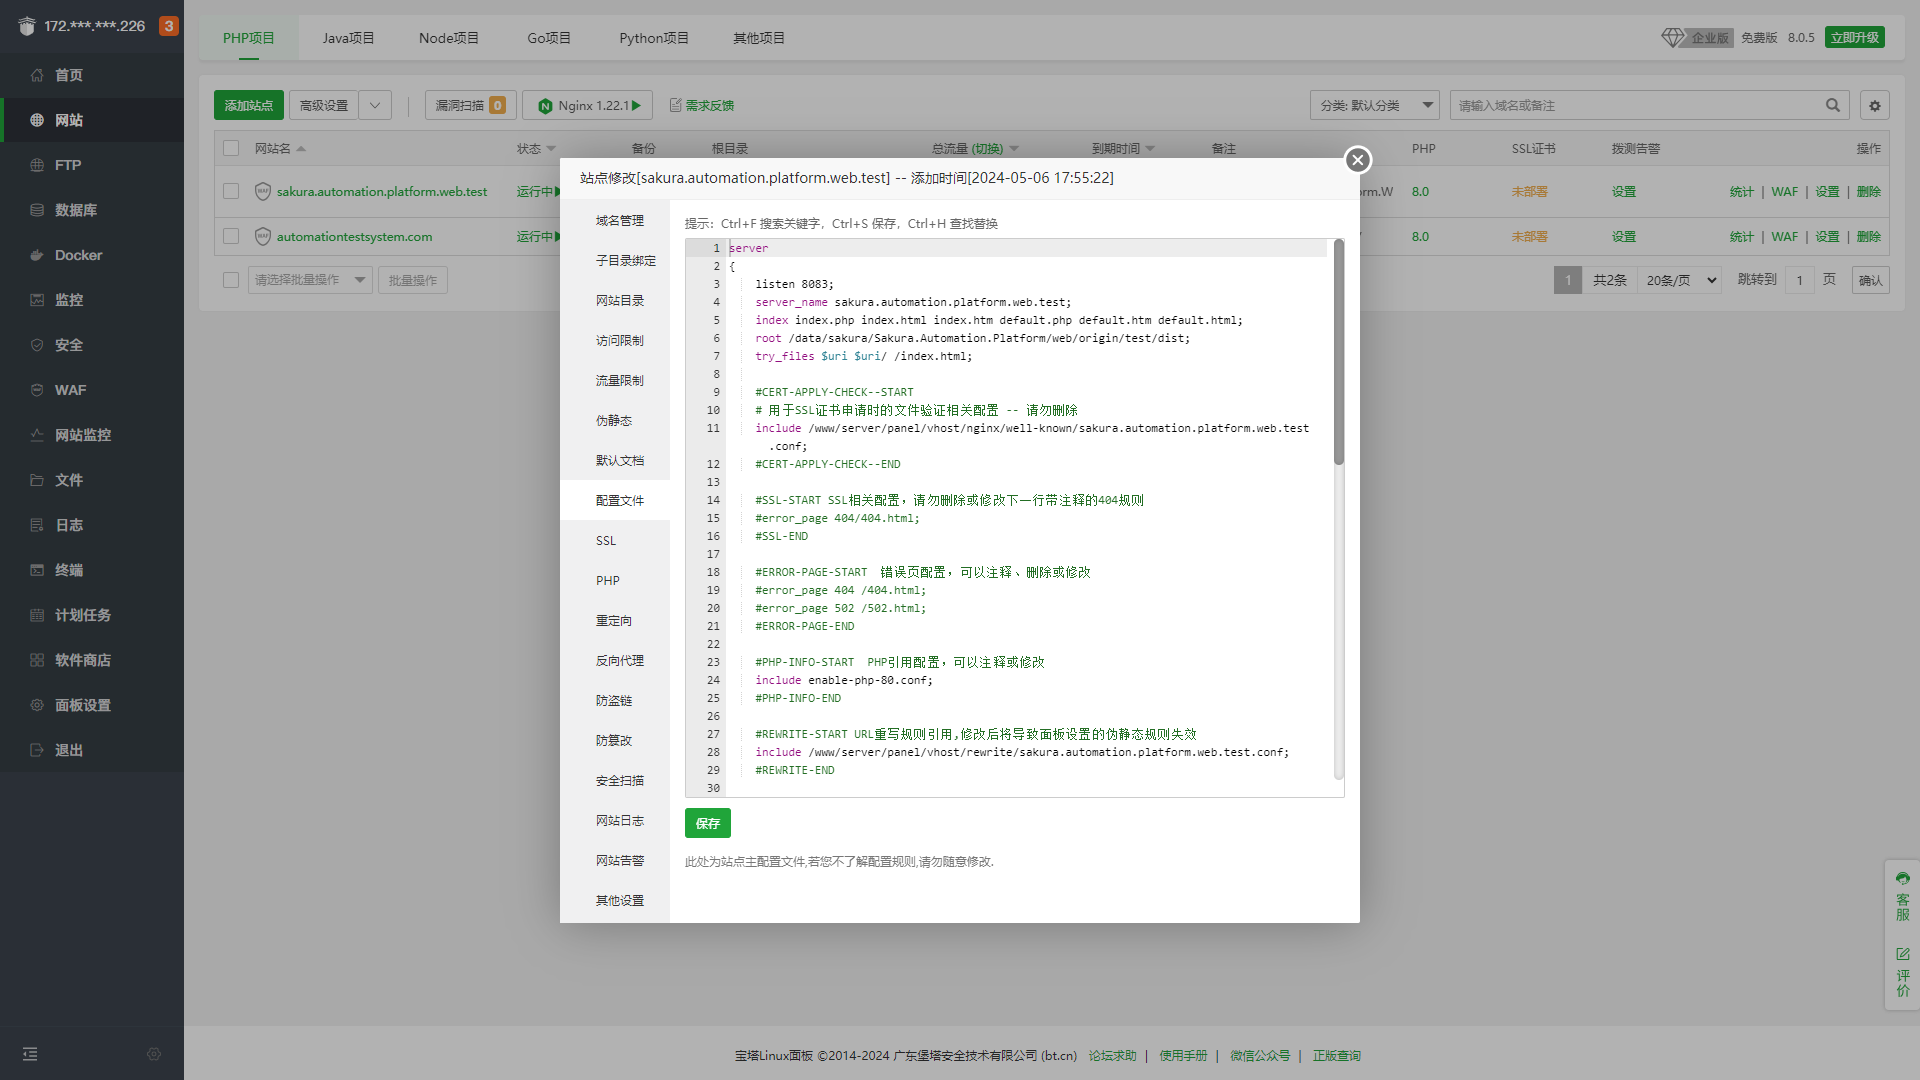 172.***.***.226 3
首页
网站
FTP
数据库
Docker
监控
安全
WAF
网站监控
文件
日志
终端
计划任务
软件商店
面板设置
退出
PHP项目 Java项目 Node项目 Go项目 Python项目 其他项目
企业版 免费版 8.0.5 立即升级
添加站点 高级设置 漏洞扫描 0 Nginx 1.22.1 需求反馈
分类: 默认分类 请输入域名或备注
网站名 状态 备份 根目录 总流量 (切换) 到期时间 备注 PHP SSL证书 拨测告警 操作
sakura.automation.platform.web.test 运行中 orm.W 8.0 未部署 设置 统计 | WAF | 设置 | 删除
automationtestsystem.com 运行中 8.0 未部署 设置 统计 | WAF | 设置 | 删除
请选择批量操作 批量操作 1 共2条 20条/页 跳转到 1 页 确认
站点修改[sakura.automation.platform.web.test] -- 添加时间[2024-05-06 17:55:22]
域名管理
子目录绑定
网站目录
访问限制
流量限制
伪静态
默认文档
配置文件
SSL
PHP
重定向
反向代理
防盗链
防篡改
安全扫描
网站日志
网站告警
其他设置
提示：Ctrl+F 搜索关键字，Ctrl+S 保存，Ctrl+H 查找替换
1 server
2 {
3 listen 8083;
4 server_name sakura.automation.platform.web.test;
5 index index.php index.html index.htm default.php default.htm default.html;
6 root /data/sakura/Sakura.Automation.Platform/web/origin/test/dist;
7 try_files $uri $uri/ /index.html;
8
9 #CERT-APPLY-CHECK--START
10 # 用于SSL证书申请时的文件验证相关配置 -- 请勿删除
11 include /www/server/panel/vhost/nginx/well-known/sakura.automation.platform.web.test
.conf;
12 #CERT-APPLY-CHECK--END
13
14 #SSL-START SSL相关配置，请勿删除或修改下一行带注释的404规则
15 #error_page 404/404.html;
16 #SSL-END
17
18 #ERROR-PAGE-START 错误页配置，可以注释、删除或修改
19 #error_page 404 /404.html;
20 #error_page 502 /502.html;
21 #ERROR-PAGE-END
22
23 #PHP-INFO-START PHP引用配置，可以注释或修改
24 include enable-php-80.conf;
25 #PHP-INFO-END
26
27 #REWRITE-START URL重写规则引用,修改后将导致面板设置的伪静态规则失效
28 include /www/server/panel/vhost/rewrite/sakura.automation.platform.web.test.conf;
29 #REWRITE-END
30
保存
此处为站点主配置文件,若您不了解配置规则,请勿随意修改.
客服
评价
宝塔Linux面板 ©2014-2024 广东堡塔安全技术有限公司 (bt.cn) 论坛求助 | 使用手册 | 微信公众号 | 正版查询